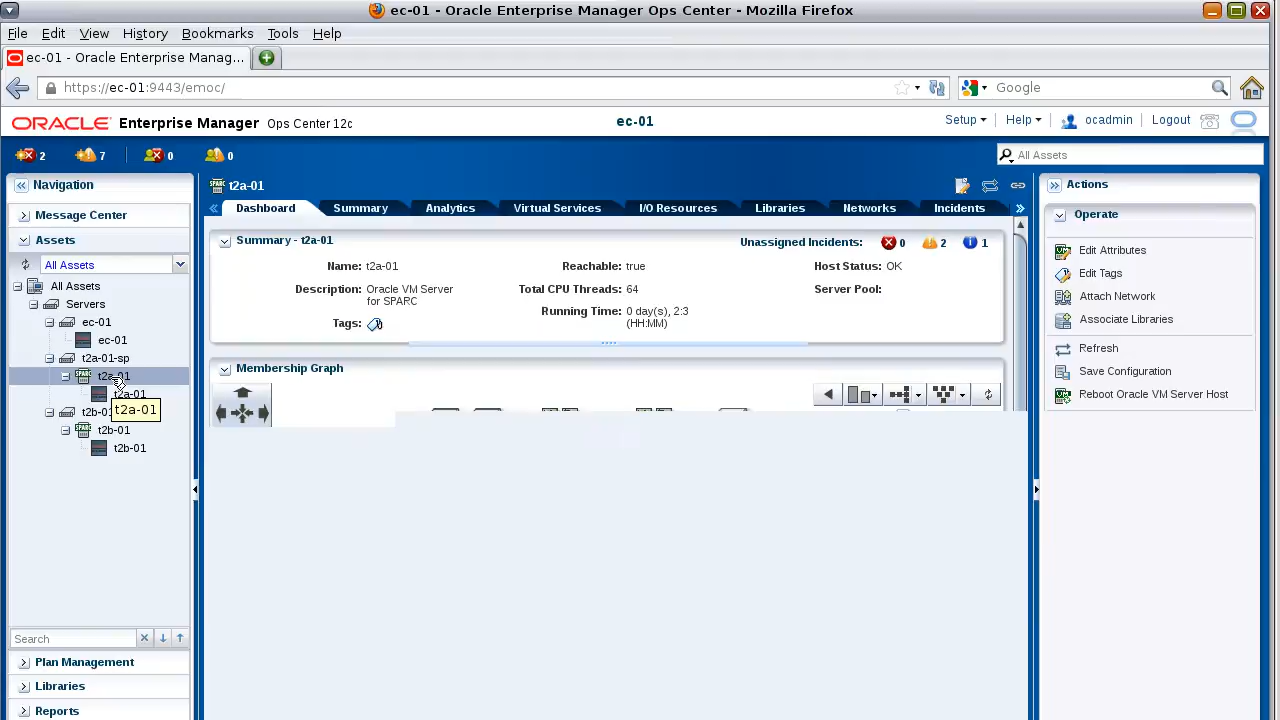 ec-01 - Oracle Enterprise Manager Ops Center - Mozilla Firefox
File Edit View History Bookmarks Tools Help
ec-01 - Oracle Enterprise Manag...
https://ec-01:9443/emoc/
Google
ORACLE Enterprise Manager Ops Center 12c
ec-01
Setup Help ocadmin Logout
2 7 0 0
All Assets
Navigation
Message Center
Assets
All Assets
All Assets
Servers
ec-01
ec-01
t2a-01-sp
t2a-01
t2a-01
t2a-01
t2b-01
t2b-01
t2b-01
Search
Plan Management
Libraries
Reports
SPARC t2a-01
Dashboard Summary Analytics Virtual Services I/O Resources Libraries Networks Incidents
Summary - t2a-01
Unassigned Incidents: 0 2 1
Name: t2a-01 Reachable: true Host Status: OK
Description: Oracle VM Server for SPARC Total CPU Threads: 64 Server Pool:
Tags: Running Time: 0 day(s), 2:3 (HH:MM)
Membership Graph
Actions
Operate
Edit Attributes
Edit Tags
Attach Network
Associate Libraries
Refresh
Save Configuration
Reboot Oracle VM Server Host